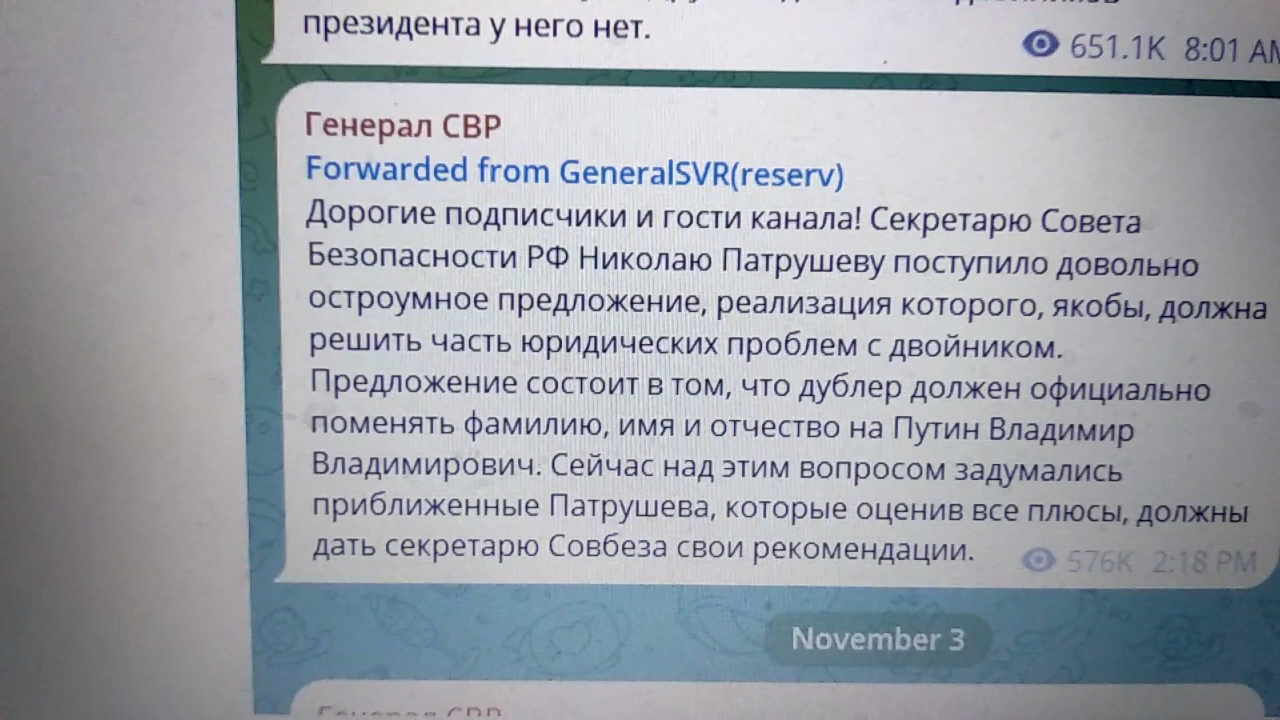 президента у него нет.
651.1K 8:01 AM
Генерал СВР
Forwarded from GeneralSVR(reserv)
Дорогие подписчики и гости канала! Секретарю Совета
Безопасности РФ Николаю Патрушеву поступило довольно
остроумное предложение, реализация которого, якобы, должна
решить часть юридических проблем с двойником.
Предложение состоит в том, что дублер должен официально
поменять фамилию, имя и отчество на Путин Владимир
Владимирович. Сейчас над этим вопросом задумались
приближенные Патрушева, которые оценив все плюсы, должны
дать секретарю Совбеза свои рекомендации.
576K 2:18 PM
November 3
Генерал СВР